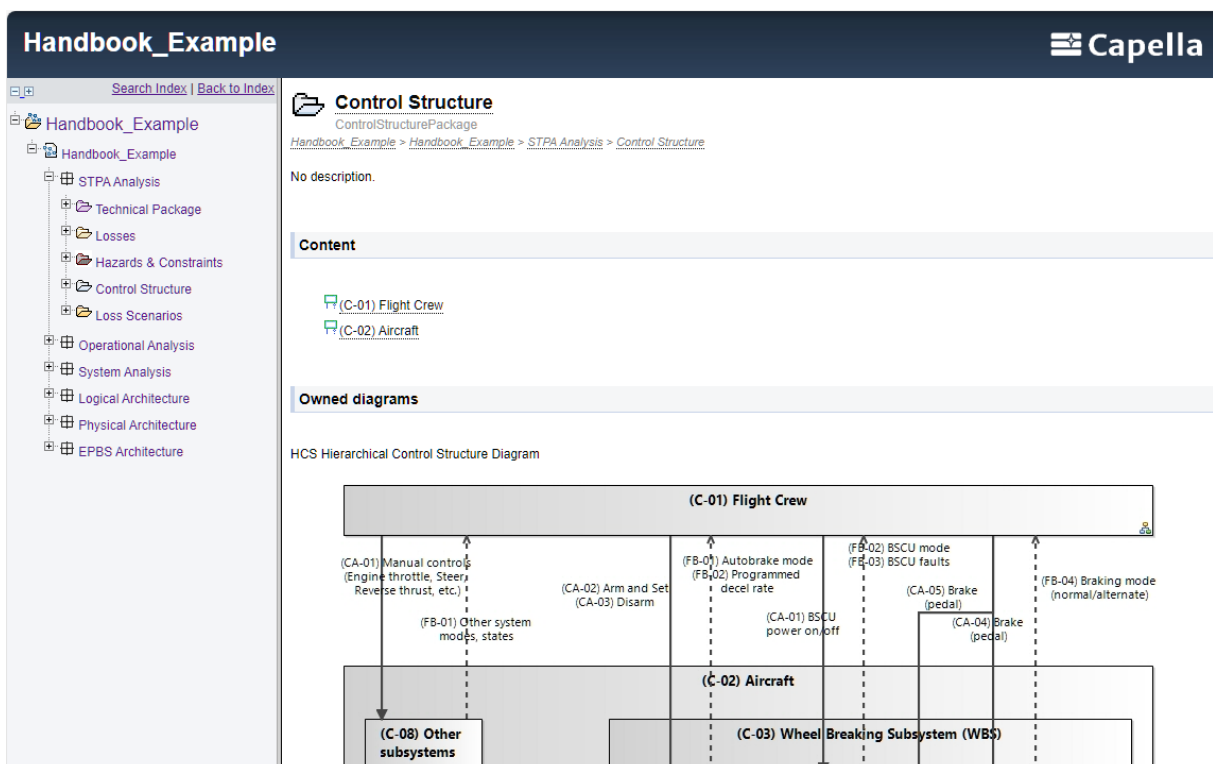 Handbook_Example
Capella
Search Index | Back to Index
Handbook_Example
Handbook_Example
STPA Analysis
Technical Package
Losses
Hazards & Constraints
Control Structure
Loss Scenarios
Operational Analysis
System Analysis
Logical Architecture
Physical Architecture
EPBS Architecture
Control Structure
ControlStructurePackage
Handbook_Example > Handbook_Example > STPA Analysis > Control Structure
No description.
Content
(C-01) Flight Crew
(C-02) Aircraft
Owned diagrams
HCS Hierarchical Control Structure Diagram
(C-01) Flight Crew
(CA-01) Manual controls
(Engine throttle, Steer,
Reverse thrust, etc.)
(FB-01) Other system
modes, states
(CA-02) Arm and Set
(CA-03) Disarm
(FB-01) Autobrake mode
(FB-02) Programmed
decel rate
(CA-01) BSCU
power on/off
(FB-02) BSCU mode
(FB-03) BSCU faults
(CA-05) Brake
(pedal)
(CA-04) Brake
(pedal)
(FB-04) Braking mode
(normal/alternate)
(C-02) Aircraft
(C-08) Other
subsystems
(C-03) Wheel Breaking Subsystem (WBS)